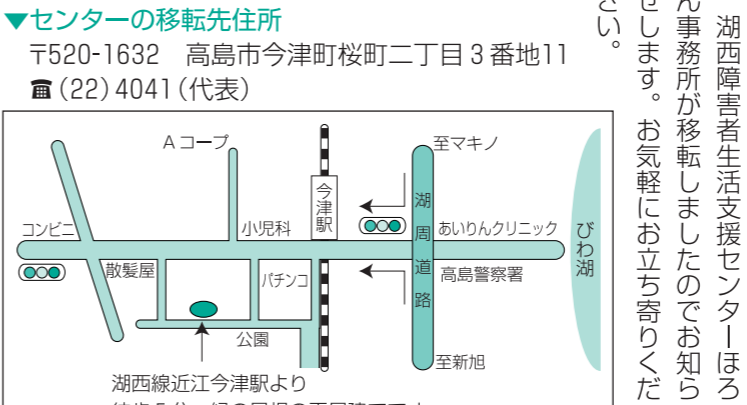 湖西障害者生活支援センターほろ
ん事務所が移転しましたのでお知ら
せします。お気軽にお立ち寄りくだ
さい。
▼センターの移転先住所
〒520-1632　高島市今津町桜町二丁目3番地11
☎(22)4041(代表)
Aコープ
至マキノ
今津駅
湖周道路
コンビニ
小児科
あいりんクリニック
びわ湖
散髪屋
パチンコ
高島警察署
公園
至新旭
湖西線近江今津駅より